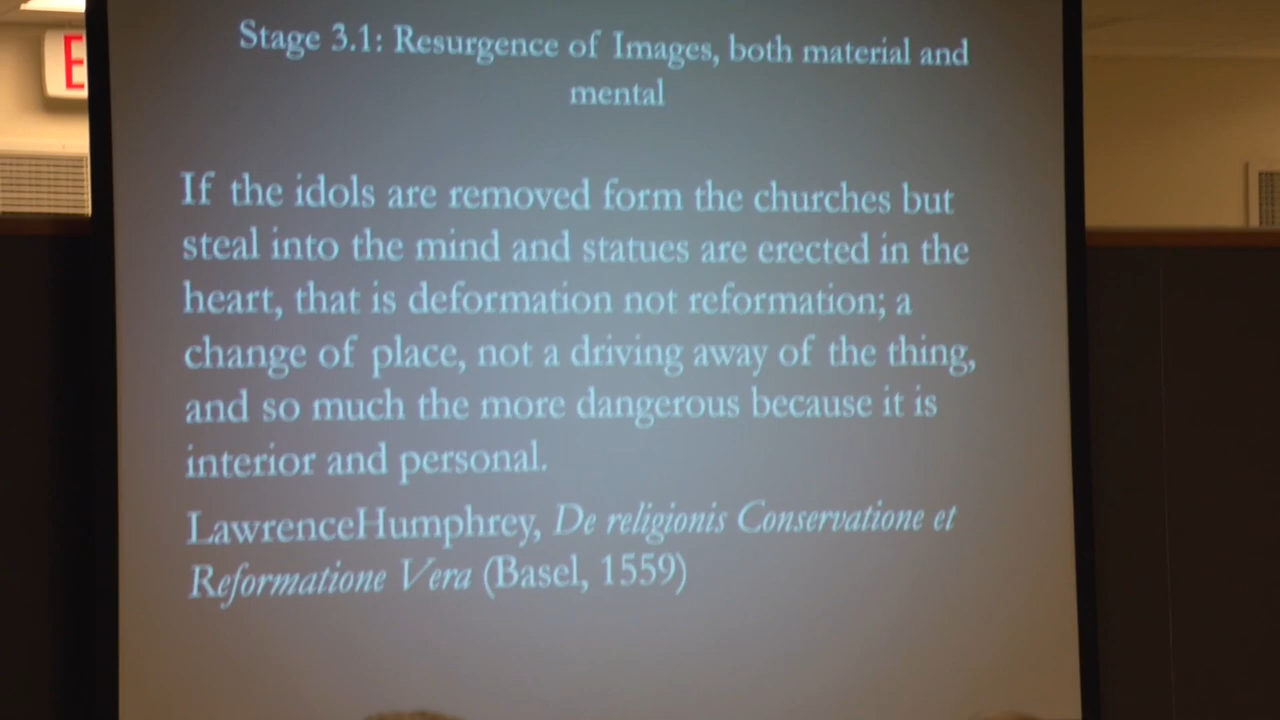 E
Stage 3.1: Resurgence of Images, both material and
mental
If the idols are removed form the churches but
steal into the mind and statues are erected in the
heart, that is deformation not reformation; a
change of place, not a driving away of the thing,
and so much the more dangerous because it is
interior and personal.
LawrenceHumphrey, De religionis Conservatione et
Reformatione Vera (Basel, 1559)